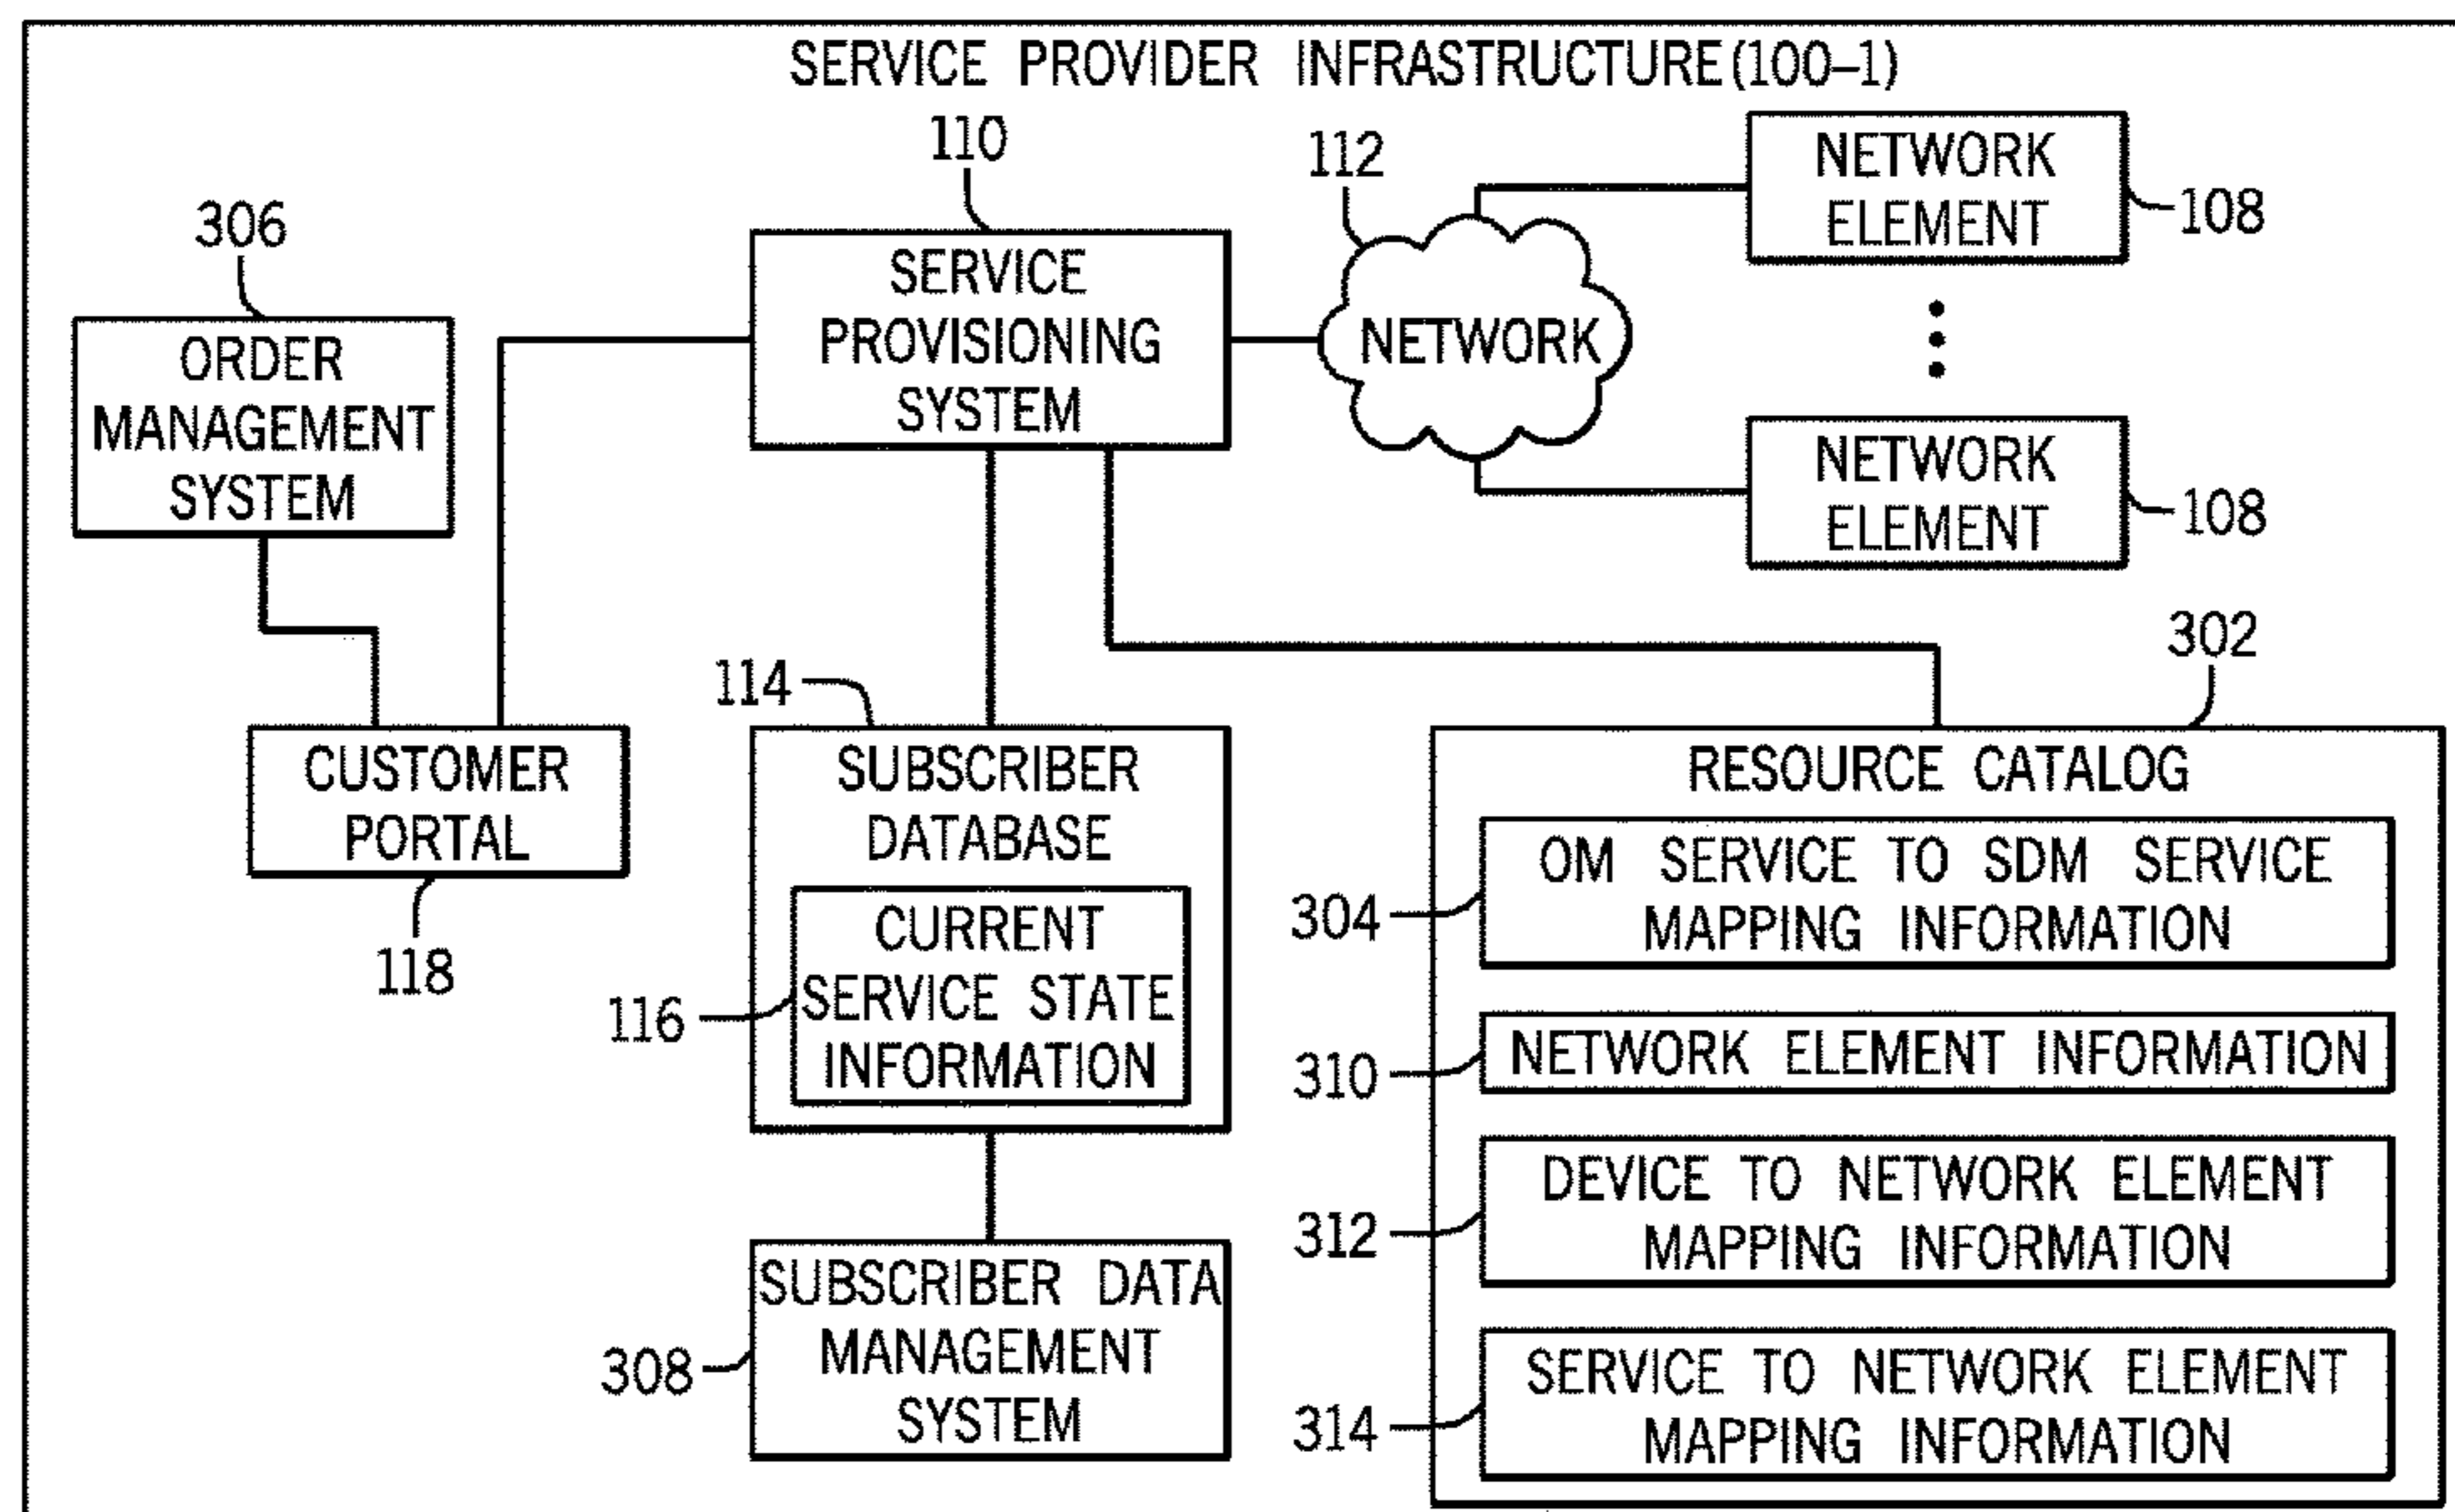 SERVICE PROVIDER INFRASTRUCTURE (100–1)
110
112
NETWORK
ELEMENT
108
306
SERVICE
PROVISIONING
SYSTEM
NETWORK
ORDER
MANAGEMENT
SYSTEM
NETWORK
ELEMENT
108
302
114
CUSTOMER
PORTAL
118
SUBSCRIBER
DATABASE
CURRENT
SERVICE STATE
INFORMATION
116
SUBSCRIBER DATA
MANAGEMENT
SYSTEM
308
RESOURCE CATALOG
OM SERVICE TO SDM SERVICE
MAPPING INFORMATION
304
NETWORK ELEMENT INFORMATION
310
DEVICE TO NETWORK ELEMENT
MAPPING INFORMATION
312
SERVICE TO NETWORK ELEMENT
MAPPING INFORMATION
314